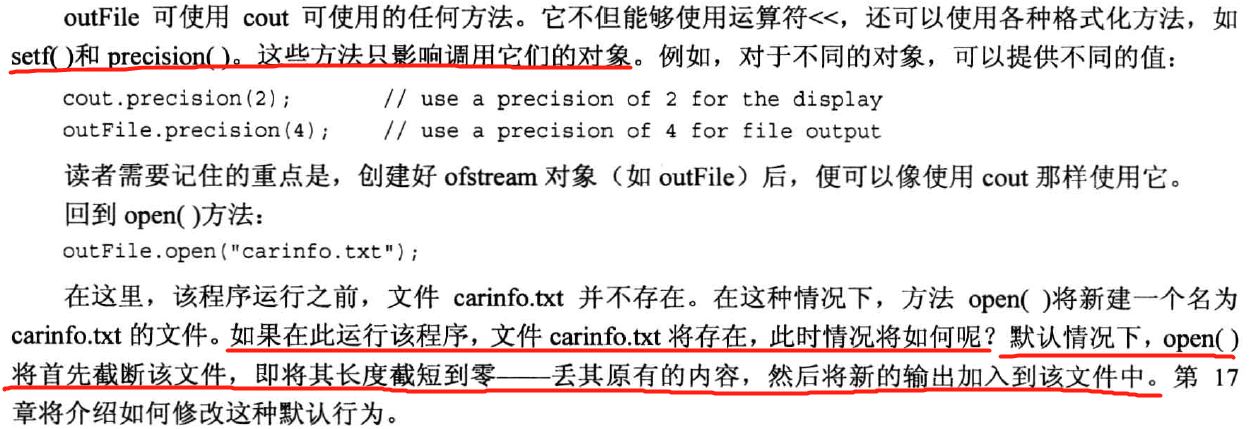 outFile 可使用 cout 可使用的任何方法。它不但能够使用运算符<<，还可以使用各种格式化方法，如
setf( )和 precision( )。这些方法只影响调用它们的对象。例如，对于不同的对象，可以提供不同的值：
cout.precision(2);       // use a precision of 2 for the display
outFile.precision(4);    // use a precision of 4 for file output
读者需要记住的重点是，创建好 ofstream 对象（如 outFile）后，便可以像使用 cout 那样使用它。
回到 open( )方法：
outFile.open("carinfo.txt");
在这里，该程序运行之前，文件 carinfo.txt 并不存在。在这种情况下，方法 open( )将新建一个名为
carinfo.txt 的文件。如果在此运行该程序，文件 carinfo.txt 将存在，此时情况将如何呢？默认情况下，open( )
将首先截断该文件，即将其长度截短到零——丢其原有的内容，然后将新的输出加入到该文件中。第 17
章将介绍如何修改这种默认行为。